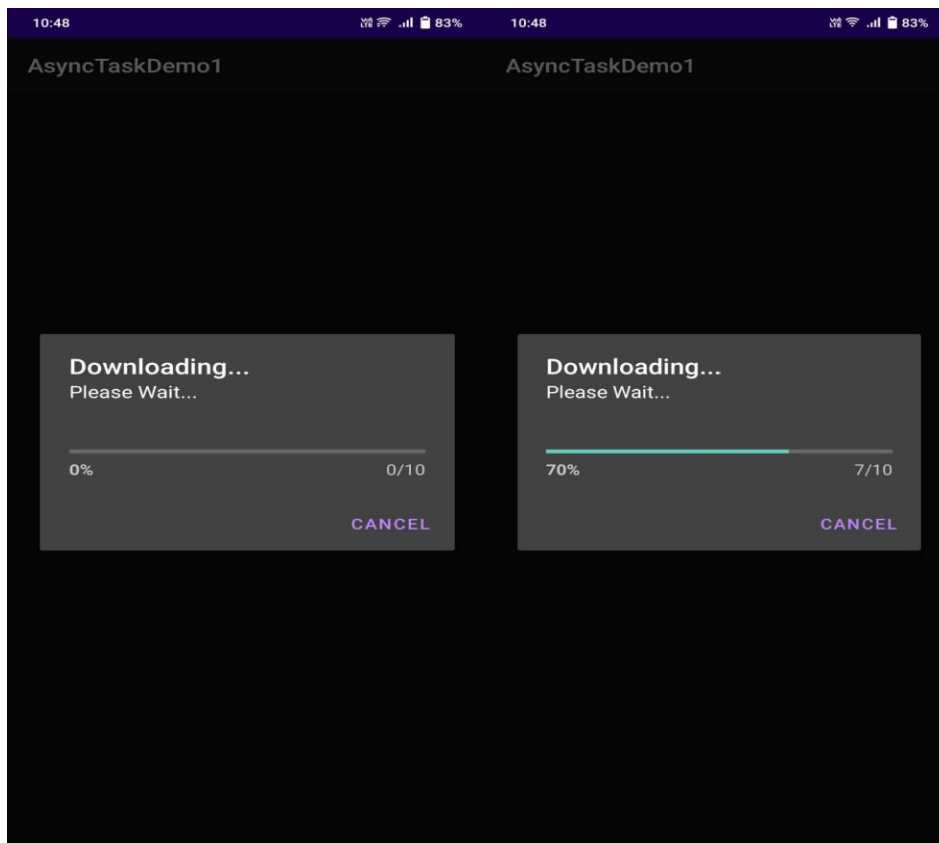 10:48
83%
AsyncTaskDemo1
Downloading...
Please Wait...
0%
0/10
CANCEL
10:48
83%
AsyncTaskDemo1
Downloading...
Please Wait...
70%
7/10
CANCEL